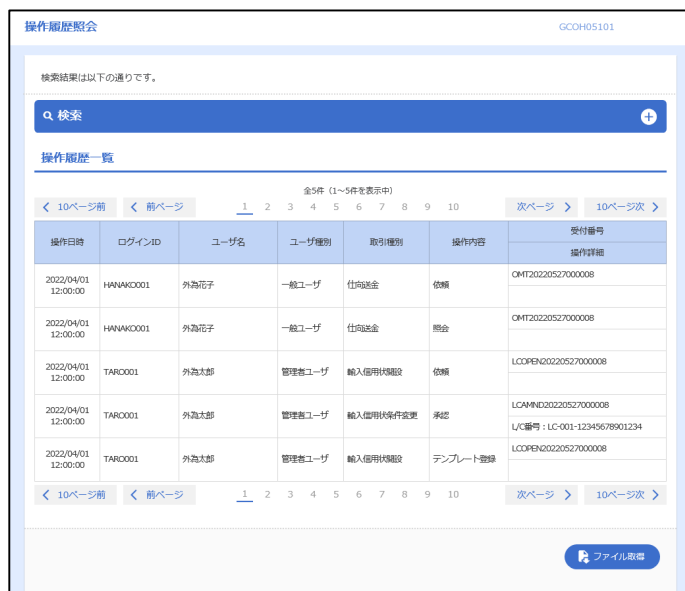 操作履歴照会 GCOH05101
検索結果は以下の通りです。
検索
操作履歴一覧
全5件（1～5件を表示中）
10ページ前 前ページ 1 2 3 4 5 6 7 8 9 10 次ページ 10ページ次
操作日時 ログインID ユーザ名 ユーザ種別 取引種別 操作内容 受付番号
操作詳細
2022/04/01 12:00:00 HANAKO001 外為花子 一般ユーザ 仕向送金 依頼 OMT20220527000008
2022/04/01 12:00:00 HANAKO001 外為花子 一般ユーザ 仕向送金 照会 OMT20220527000008
2022/04/01 12:00:00 TARO001 外為太郎 管理者ユーザ 輸入信用状開設 依頼 LCOPEN20220527000008
2022/04/01 12:00:00 TARO001 外為太郎 管理者ユーザ 輸入信用状条件変更 承認 LCAMND20220527000008
L/C番号：LC-001-12345678901234
2022/04/01 12:00:00 TARO001 外為太郎 管理者ユーザ 輸入信用状開設 テンプレート登録 LCOPEN20220527000008
10ページ前 前ページ 1 2 3 4 5 6 7 8 9 10 次ページ 10ページ次
ファイル取得